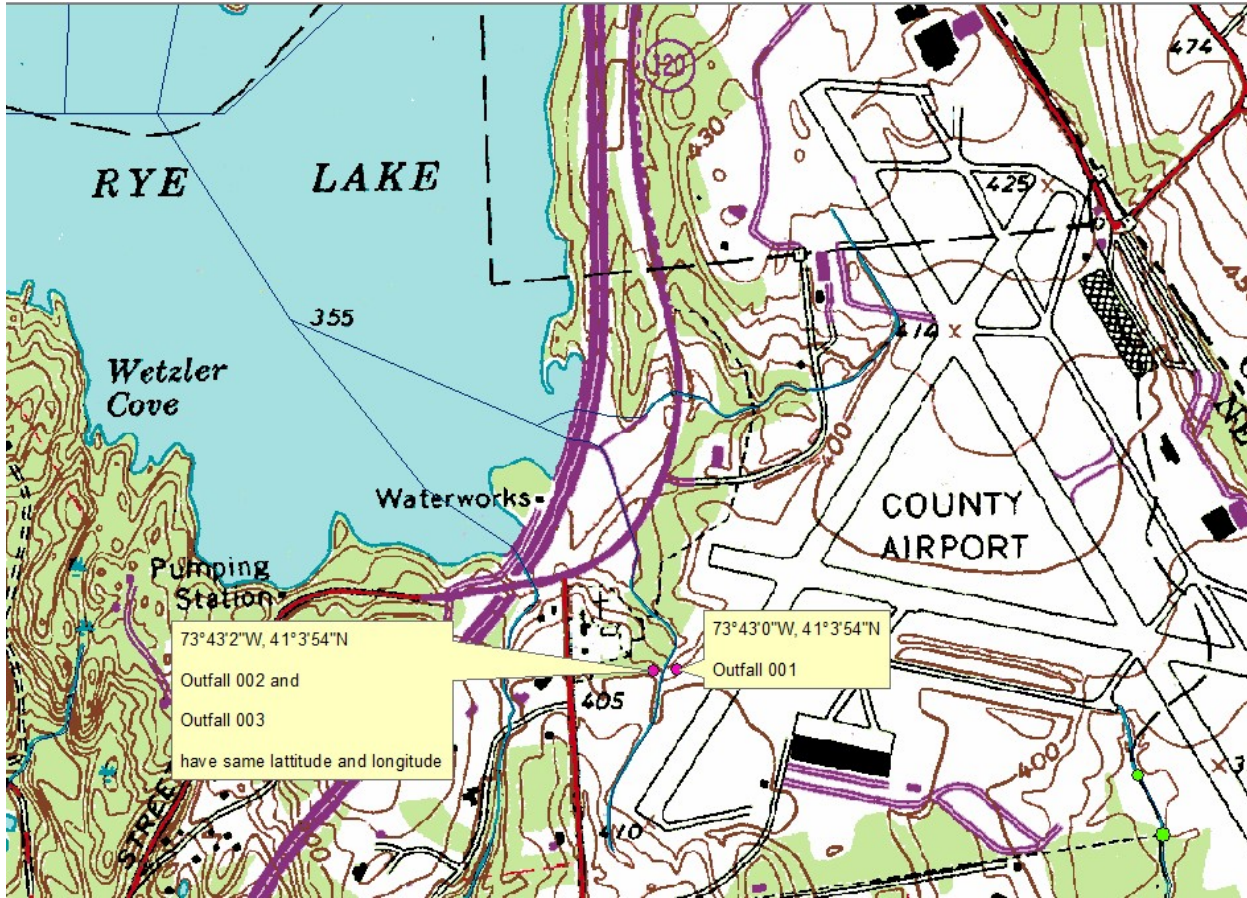 120
474
430
RYE LAKE
425
414
355
Wetzler
Cove
400
COUNTY
AIRPORT
Waterworks
Pumping
Station
73°43'2"W, 41°3'54"N
Outfall 002 and
Outfall 003
have same lattitude and longitude
73°43'0"W, 41°3'54"N
Outfall 001
405
400
410
STREE